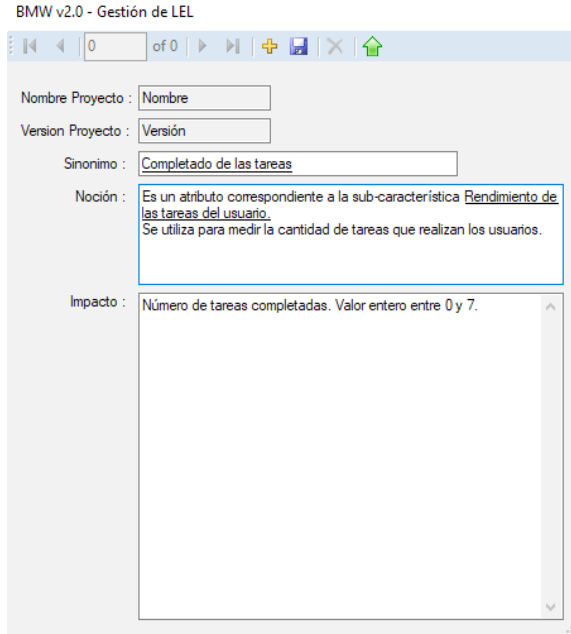 BMW v2.0 - Gestión de LEL
0 of 0
Nombre Proyecto : Nombre
Version Proyecto : Versión
Sinonimo : Completado de las tareas
Noción : Es un atributo correspondiente a la sub-característica Rendimiento de
las tareas del usuario.
Se utiliza para medir la cantidad de tareas que realizan los usuarios.
Impacto : Número de tareas completadas. Valor entero entre 0 y 7.